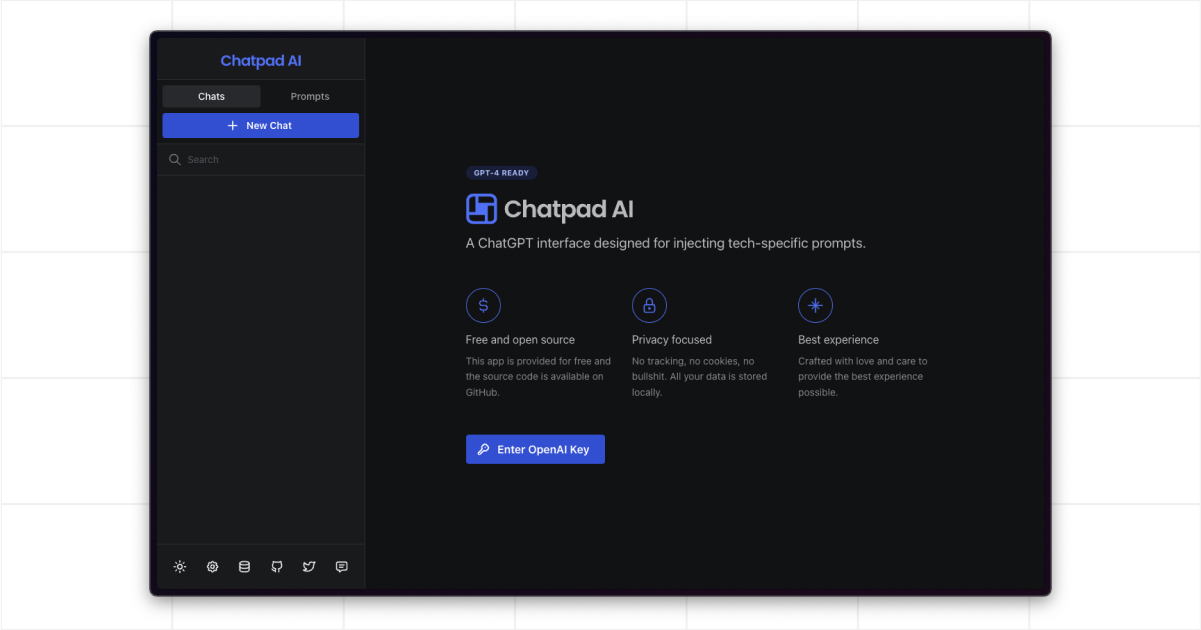 Chatpad AI
Chats
Prompts
New Chat
Search
GPT-4 READY
Chatpad AI
A ChatGPT interface designed for injecting tech-specific prompts.
Free and open source
This app is provided for free and
the source code is available on
GitHub.
Privacy focused
No tracking, no cookies, no
bullshit. All your data is stored
locally.
Best experience
Crafted with love and care to
provide the best experience
possible.
Enter OpenAI Key